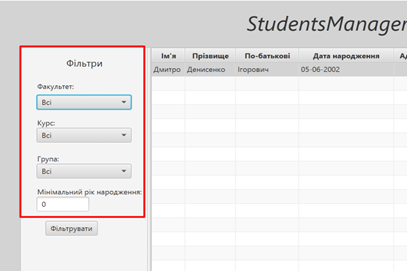 StudentsManager
Фільтри
Факультет:
Всі
Курс:
Всі
Група:
Всі
Мінімальний рік народження:
0
Фільтрувати
Ім'я Прізвище По-батькові Дата народження
Дмитро Денисенко Ігорович 05-06-2002